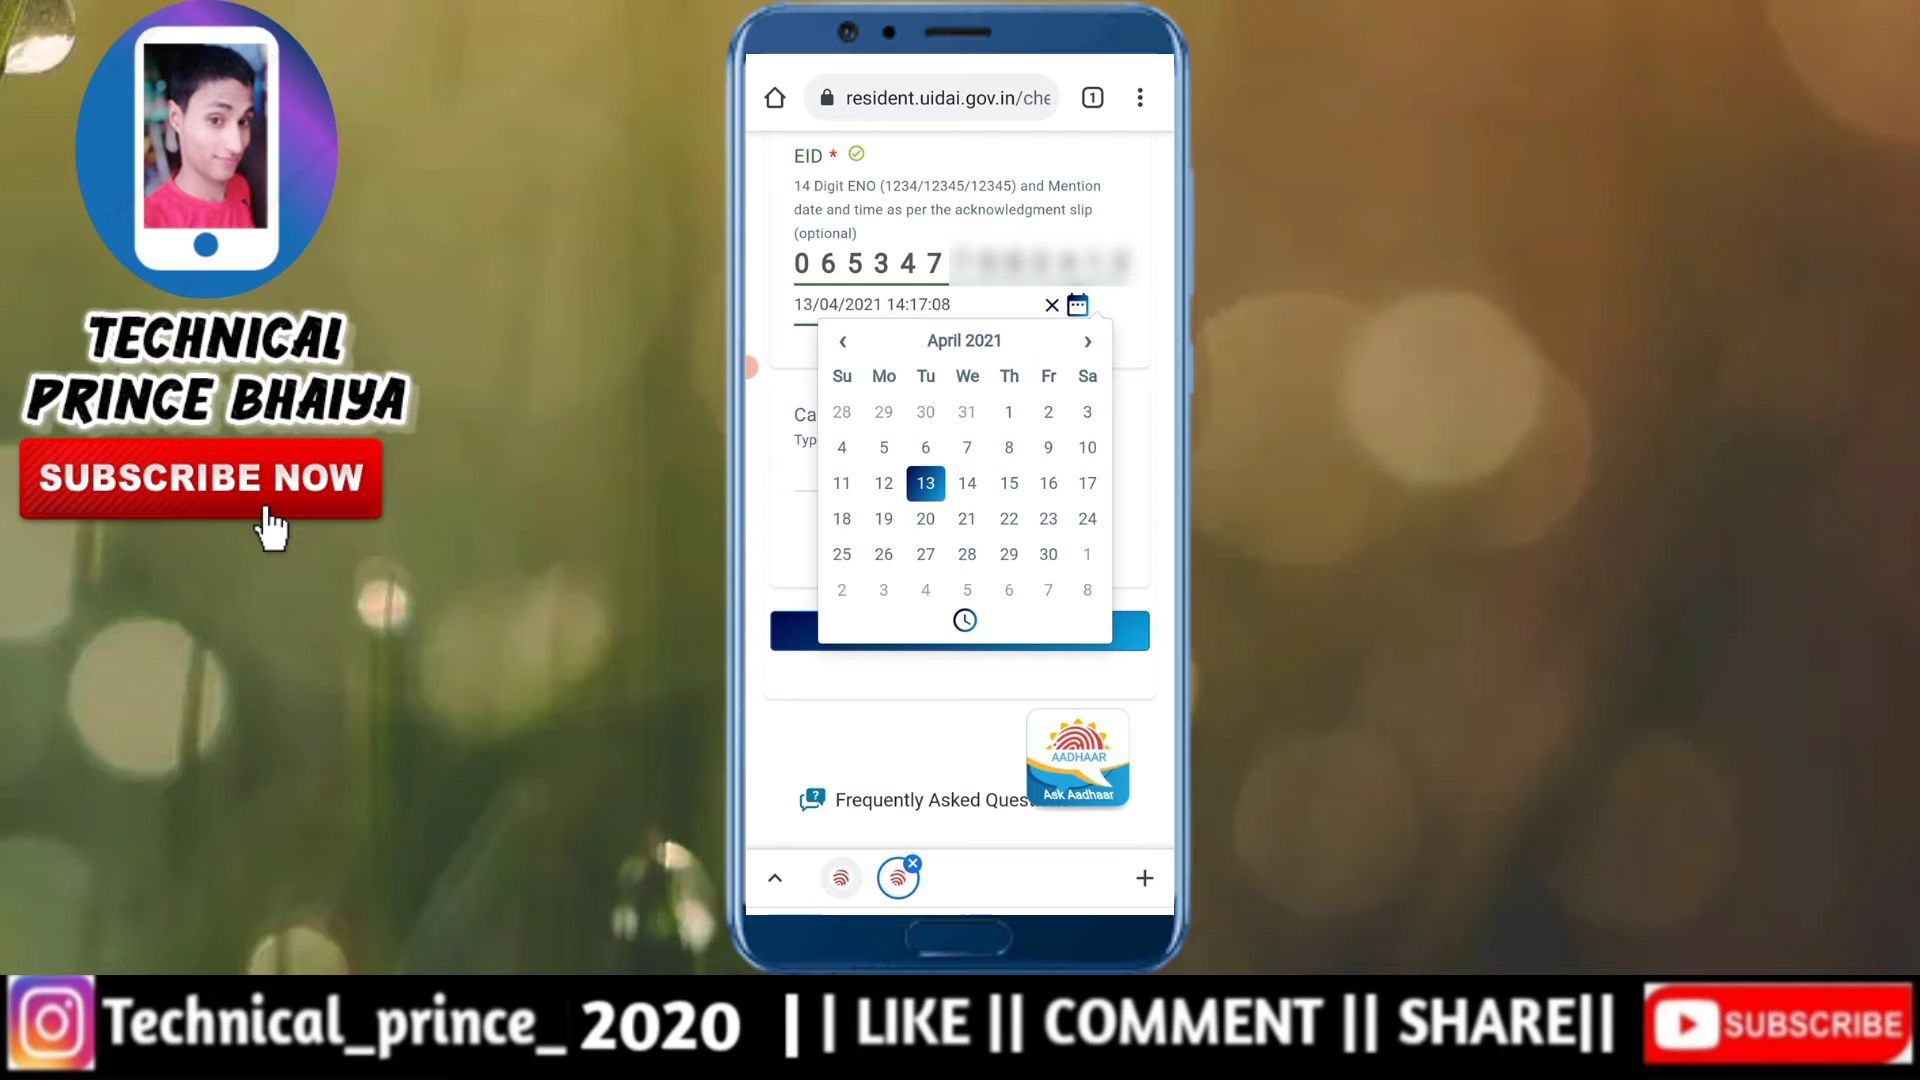 TECHNICAL
PRINCE BHAIYA
SUBSCRIBE NOW
resident.uidai.gov.in/che
1
EID *
14 Digit ENO (1234/12345/12345) and Mention
date and time as per the acknowledgment slip
(optional)
0 6 5 3 4 7
13/04/2021 14:17:08
‹ April 2021 ›
Su Mo Tu We Th Fr Sa
28 29 30 31 1 2 3
4 5 6 7 8 9 10
11 12 13 14 15 16 17
18 19 20 21 22 23 24
25 26 27 28 29 30 1
2 3 4 5 6 7 8
Ca
Typ
AADHAAR
Ask Aadhaar
Frequently Asked Ques
Technical_prince_ 2020 || LIKE || COMMENT || SHARE||
SUBSCRIBE